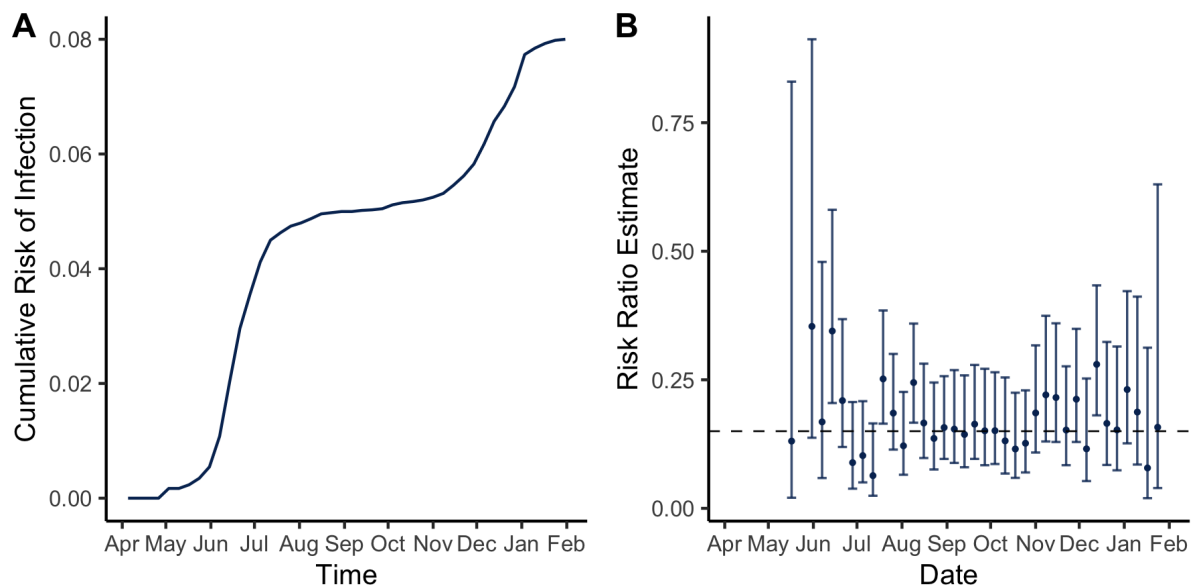 A
Cumulative Risk of Infection
0.08
0.06
0.04
0.02
0.00
Apr May Jun Jul Aug Sep Oct Nov Dec Jan Feb
Time
B
Risk Ratio Estimate
0.75
0.50
0.25
0.00
Apr May Jun Jul Aug Sep Oct Nov Dec Jan Feb
Date